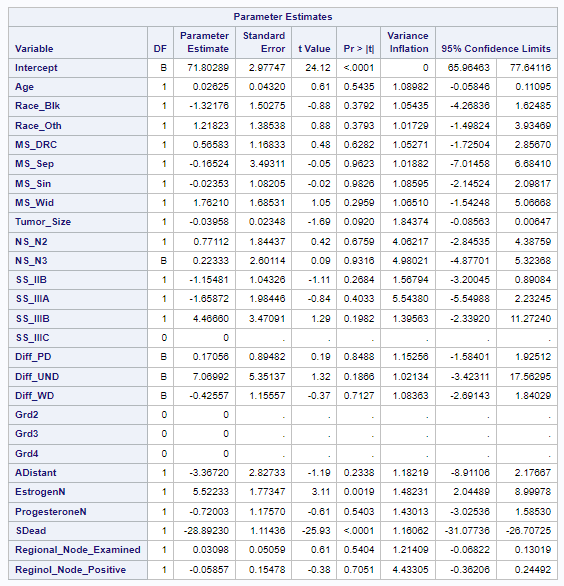 Parameter Estimates
Variable DF Parameter Estimate Standard Error t Value Pr > |t| Variance Inflation 95% Confidence Limits
Intercept B 71.80289 2.97747 24.12 <.0001 0 65.96463 77.64116
Age 1 0.02625 0.04320 0.61 0.5435 1.08982 -0.05846 0.11095
Race_Blk 1 -1.32176 1.50275 -0.88 0.3792 1.05435 -4.26836 1.62485
Race_Oth 1 1.21823 1.38538 0.88 0.3793 1.01729 -1.49824 3.93469
MS_DRC 1 0.56583 1.16833 0.48 0.6282 1.05271 -1.72504 2.85670
MS_Sep 1 -0.16524 3.49311 -0.05 0.9623 1.01882 -7.01458 6.68410
MS_Sin 1 -0.02353 1.08205 -0.02 0.9826 1.08595 -2.14524 2.09817
MS_Wid 1 1.76210 1.68531 1.05 0.2959 1.06510 -1.54248 5.06668
Tumor_Size 1 -0.03958 0.02348 -1.69 0.0920 1.84374 -0.08563 0.00647
NS_N2 1 0.77112 1.84437 0.42 0.6759 4.06217 -2.84535 4.38759
NS_N3 B 0.22333 2.60114 0.09 0.9316 4.98021 -4.87701 5.32368
SS_IIB 1 -1.15481 1.04326 -1.11 0.2684 1.56794 -3.20045 0.89084
SS_IIIA 1 -1.65872 1.98446 -0.84 0.4033 5.54380 -5.54988 2.23245
SS_IIIB 1 4.46660 3.47091 1.29 0.1982 1.39563 -2.33920 11.27240
SS_IIIC 0 0 . . . . . .
Diff_PD B 0.17056 0.89482 0.19 0.8488 1.15256 -1.58401 1.92512
Diff_UND B 7.06992 5.35137 1.32 0.1866 1.02134 -3.42311 17.56295
Diff_WD B -0.42557 1.15557 -0.37 0.7127 1.08363 -2.69143 1.84029
Grd2 0 0 . . . . . .
Grd3 0 0 . . . . . .
Grd4 0 0 . . . . . .
ADistant 1 -3.36720 2.82733 -1.19 0.2338 1.18219 -8.91106 2.17667
EstrogenN 1 5.52233 1.77347 3.11 0.0019 1.48231 2.04489 8.99978
ProgesteroneN 1 -0.72003 1.17570 -0.61 0.5403 1.43013 -3.02536 1.58530
SDead 1 -28.89230 1.11436 -25.93 <.0001 1.16062 -31.07736 -26.70725
Regional_Node_Examined 1 0.03098 0.05059 0.61 0.5404 1.21409 -0.06822 0.13019
Reginol_Node_Positive 1 -0.05857 0.15478 -0.38 0.7051 4.43305 -0.36206 0.24492